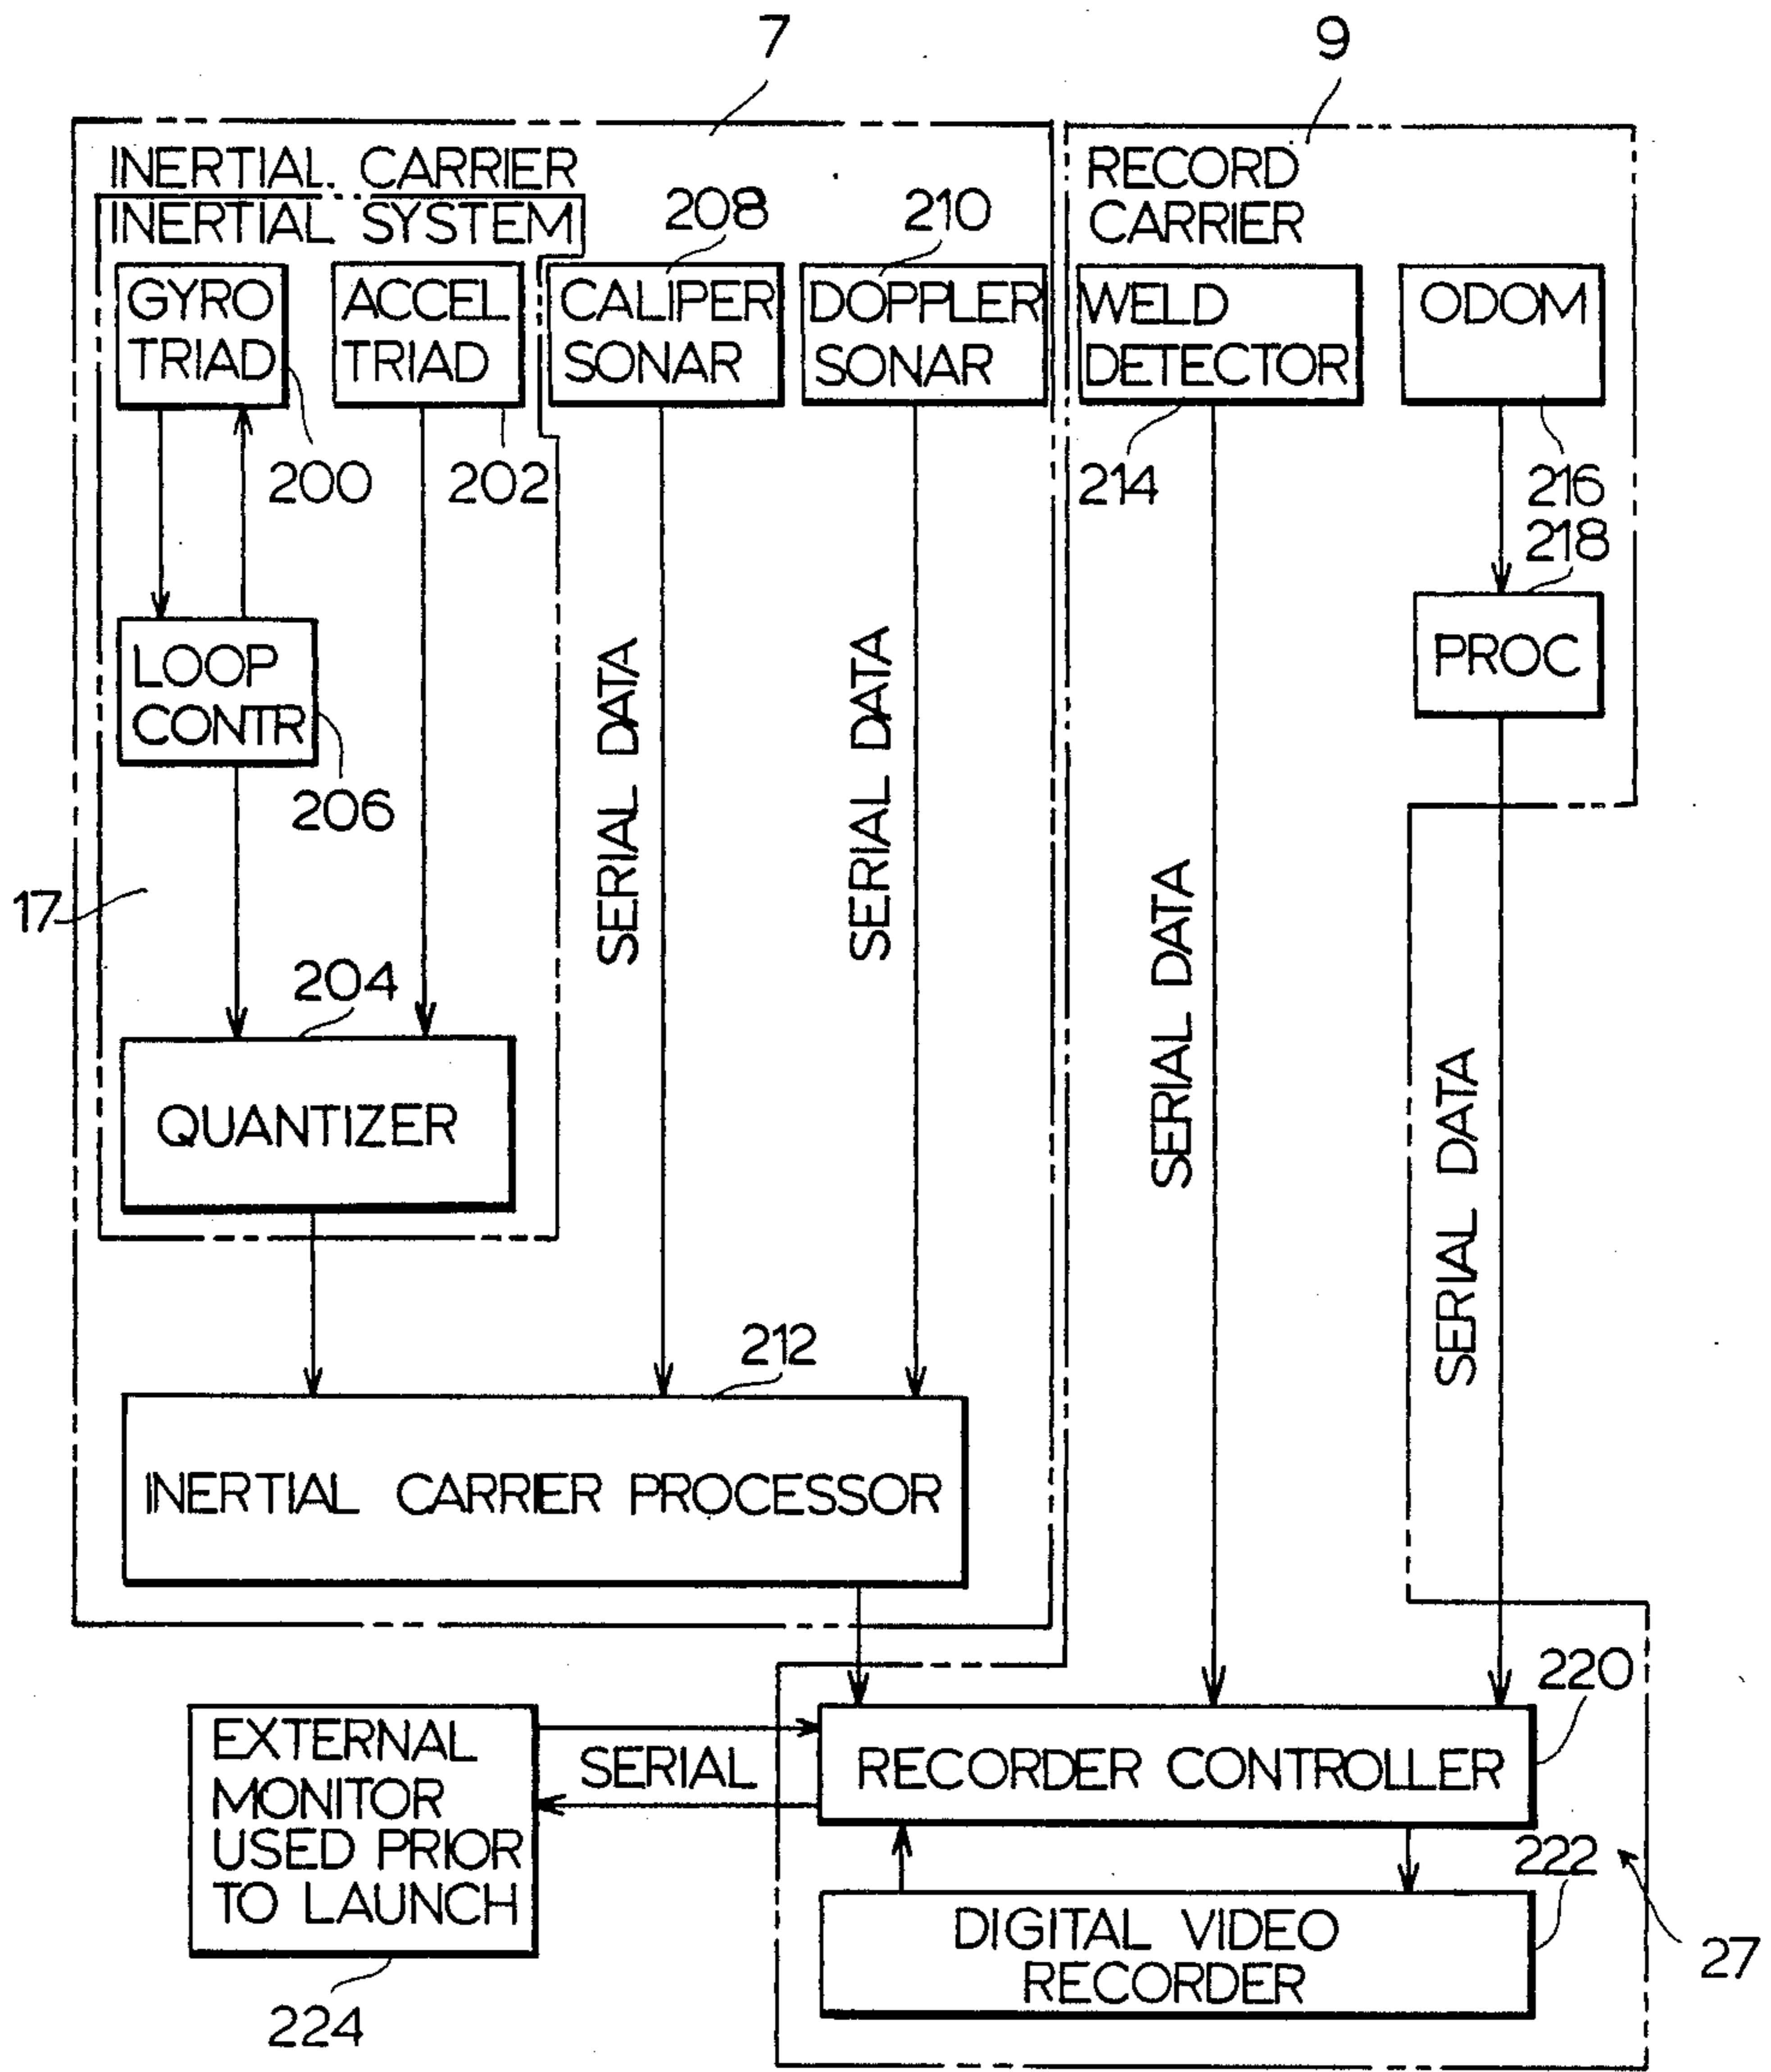 7
9
INERTIAL CARRIER
INERTIAL SYSTEM
208
210
RECORD
CARRIER
GYRO
TRIAD
ACCEL
TRIAD
CALIPER
SONAR
DOPPLER
SONAR
WELD
DETECTOR
ODOM
200
202
214
216
218
LOOP
CONTR
PROC
206
SERIAL DATA
SERIAL DATA
SERIAL DATA
SERIAL DATA
17
204
QUANTIZER
212
INERTIAL CARRIER PROCESSOR
220
EXTERNAL
MONITOR
USED PRIOR
TO LAUNCH
SERIAL
RECORDER CONTROLLER
222
DIGITAL VIDEO
RECORDER
27
224